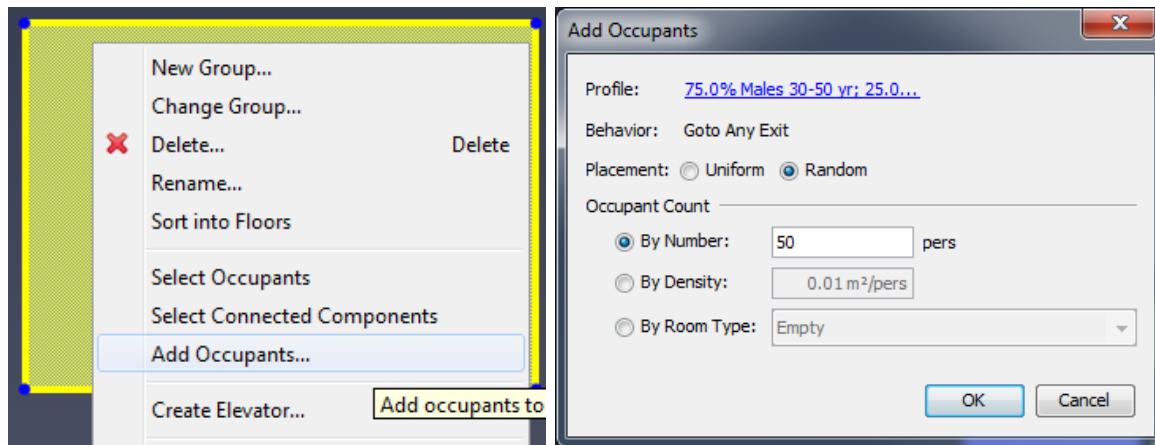 New Group...
Change Group...
Delete... Delete
Rename...
Sort into Floors
Select Occupants
Select Connected Components
Add Occupants...
Create Elevator...
Add occupants to
Add Occupants
Profile: 75.0% Males 30-50 yr; 25.0...
Behavior: Goto Any Exit
Placement: Uniform Random
Occupant Count
By Number: 50 pers
By Density: 0.01 m²/pers
By Room Type: Empty
OK Cancel